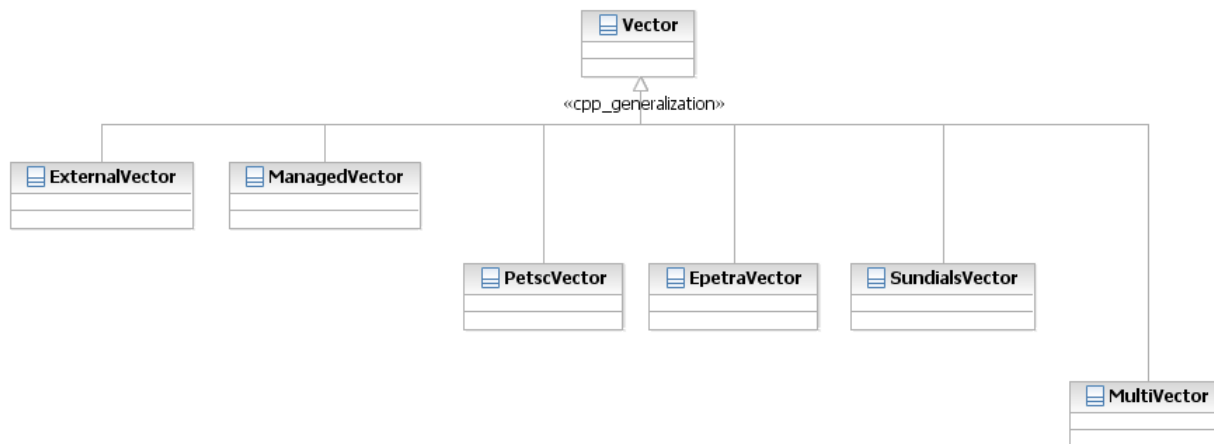 Vector
«cpp_generalization»
ExternalVector
ManagedVector
PetscVector
EpetraVector
SundialsVector
MultiVector